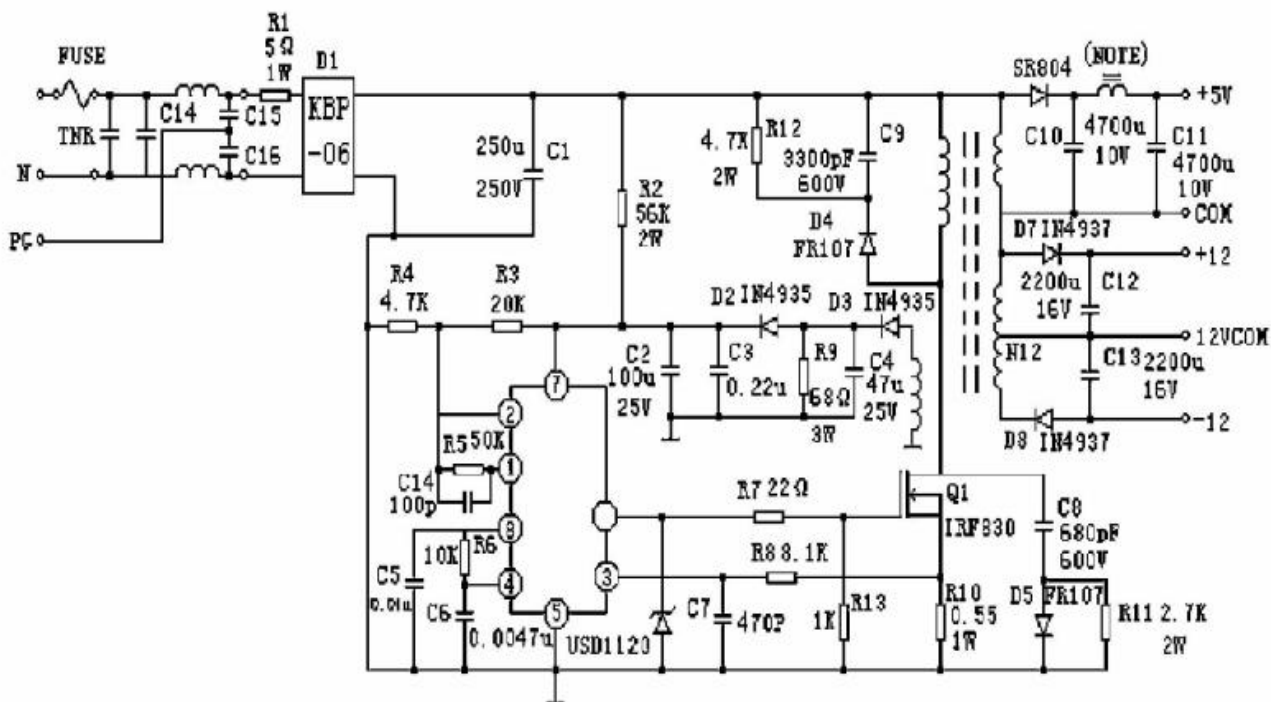 FUSE
TNR
N
PG
C14
C15
C16
R1
5Ω
1W
D1
KBP
-06
250u
250V
C1
R2
56K
2W
4.7K
R12
2W
C9
3300pF
600V
D4
FR107
SR804
(NOTE)
+5V
C10
4700u
10V
C11
4700u
10V
COM
D7 IN4937
+12
2200u
16V
C12
12VCOM
N12
C13
2200u
16V
-12
D8
IN4937
R4
4.7K
R3
20K
D2 IN4935
D3 IN4935
C2
100u
25V
C3
0.22u
R9
68Ω
3W
C4
47u
25V
7
2
R5 50K
1
C14
100p
8
R6
10K
4
C5
0.01u
C6
0.0047u
5
3
USD1120
R7 22Ω
R8 8.1K
C7
470P
R13
1K
Q1
IRF830
C8
680pF
600V
R10
0.55
1W
D5
FR107
R11 2.7K
2W